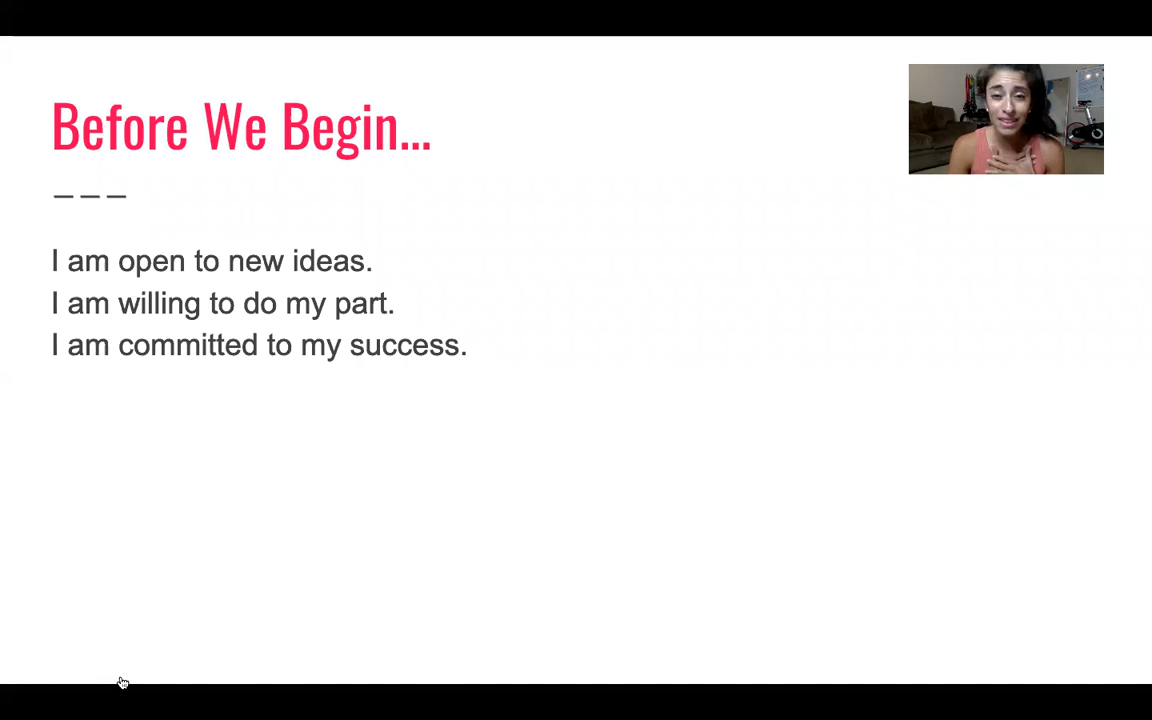 Before We Begin...
I am open to new ideas.
I am willing to do my part.
I am committed to my success.